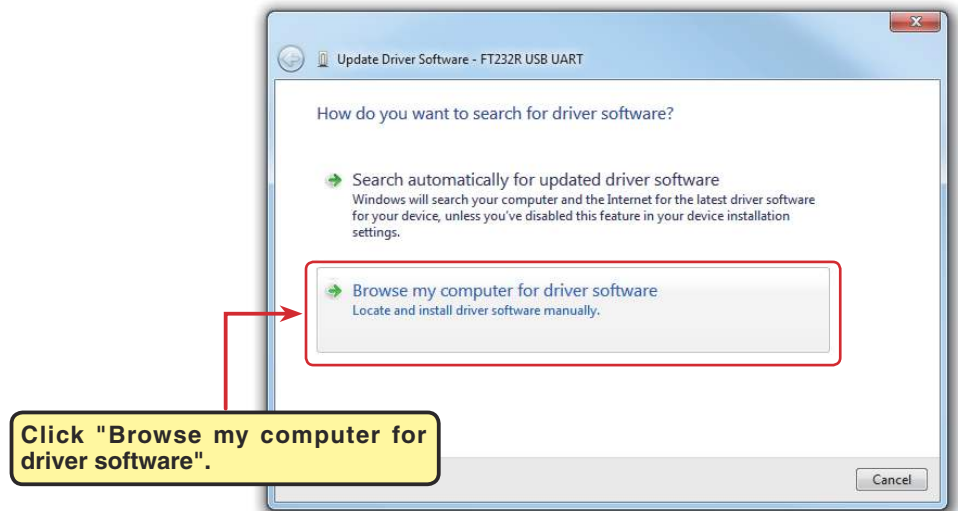 Update Driver Software - FT232R USB UART
How do you want to search for driver software?
Search automatically for updated driver software
Windows will search your computer and the Internet for the latest driver software
for your device, unless you've disabled this feature in your device installation
settings.
Browse my computer for driver software
Locate and install driver software manually.
Click "Browse my computer for
driver software".
Cancel